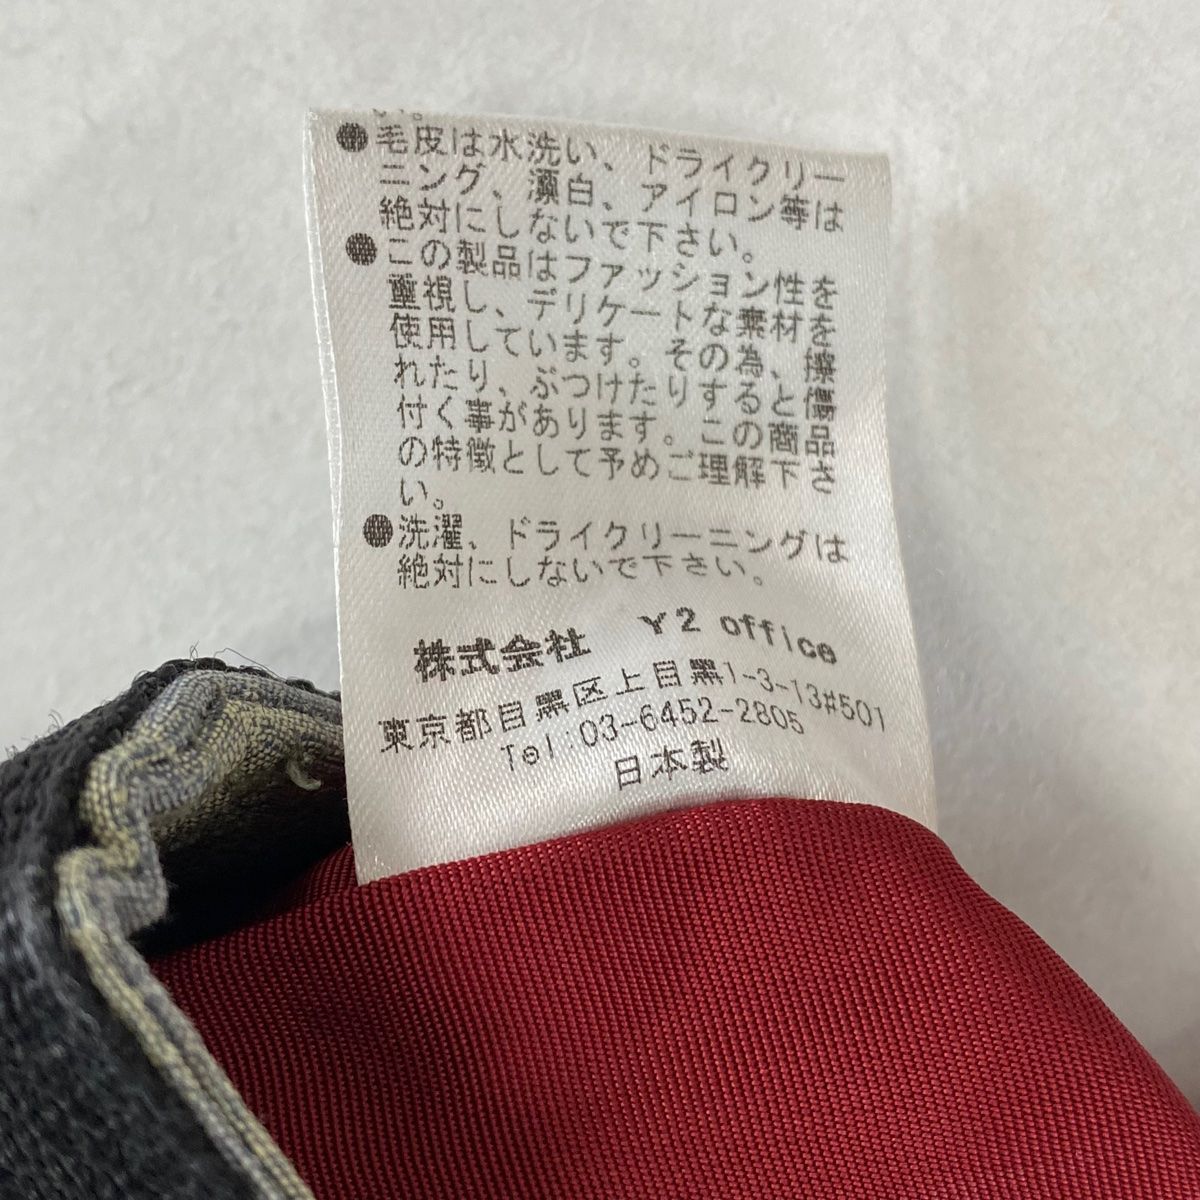 い。
●毛皮は水洗い、ドライクリー
ニング、漂白、アイロン等は
絶対にしないで下さい。
●この製品はファッション性を
重視し、デリケートな素材を
使用しています。その為、擦
れたり、ぶつけたりすると傷
付く事があります。この商品
の特徴として予めご理解下さ
い。
●洗濯、ドライクリーニングは
絶対にしないで下さい。
株式会社 Y2 office
東京都目黒区上目黒1-3-13#501
Tel:03-6452-2805
日本製